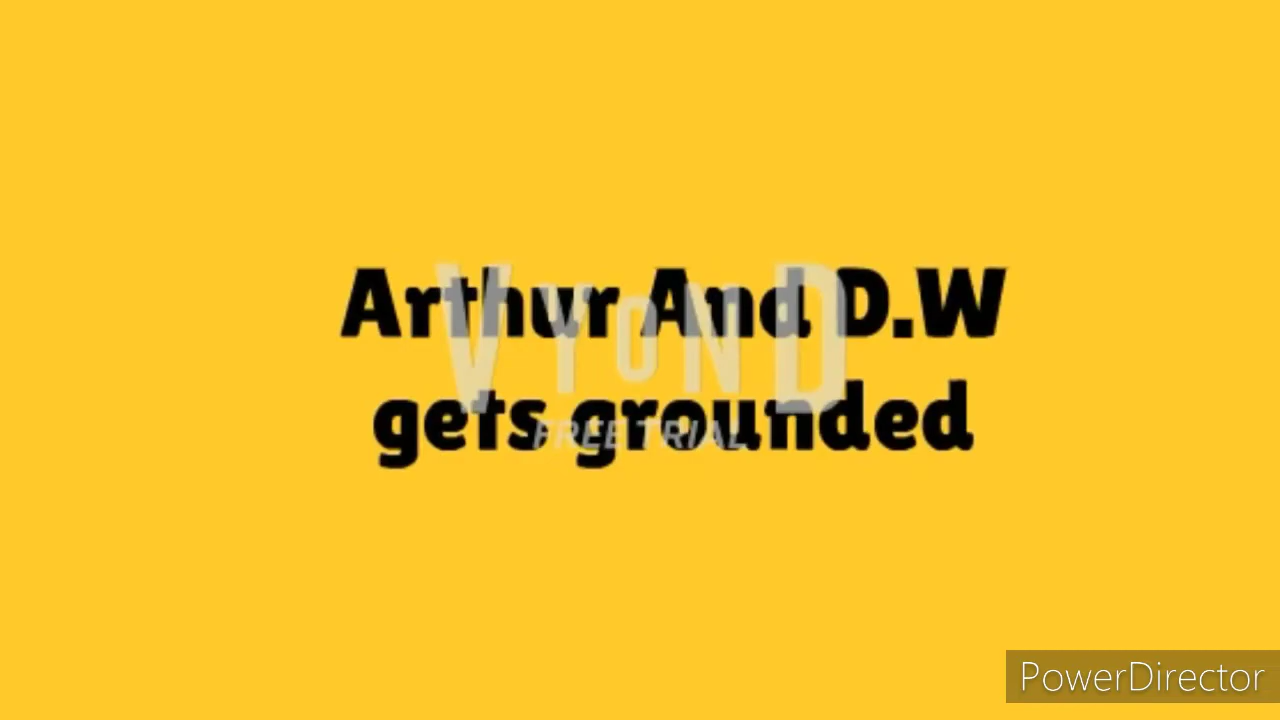 Arthur And D.W
gets grounded
VYOND
FREE TRIAL
PowerDirector